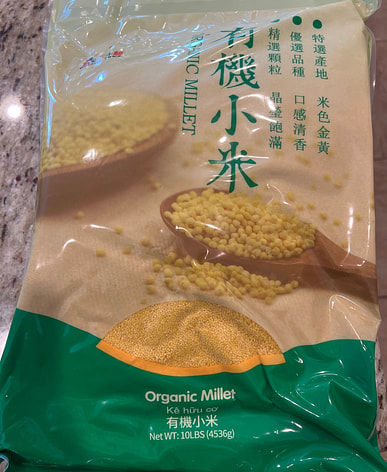 特選產地　米色金黃
優選品種　口感清香
精選顆粒　晶瑩飽滿
有機小米
ORGANIC MILLET
Organic Millet
Kê hữu cơ
有機小米
Net WT: 10LBS (4536g)